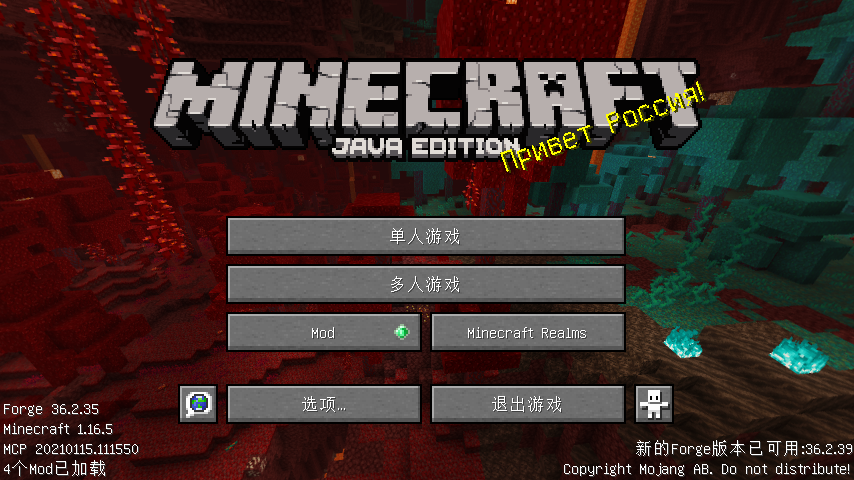 MINECRAFT
JAVA EDITION
Привет Россия!
单人游戏
多人游戏
Mod
Minecraft Realms
选项...
退出游戏
Forge 36.2.35
Minecraft 1.16.5
MCP 20210115.111550
4个Mod已加载
新的Forge版本已可用:36.2.39
Copyright Mojang AB. Do not distribute!